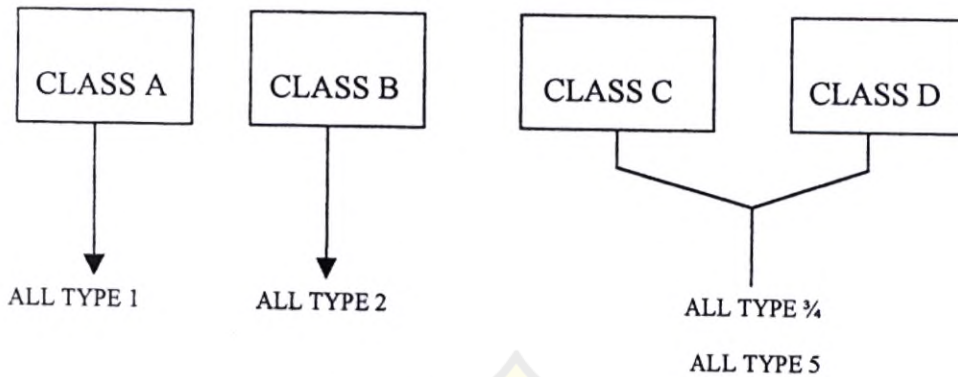 CLASS A
CLASS B
CLASS C
CLASS D
ALL TYPE 1
ALL TYPE 2
ALL TYPE ¾
ALL TYPE 5